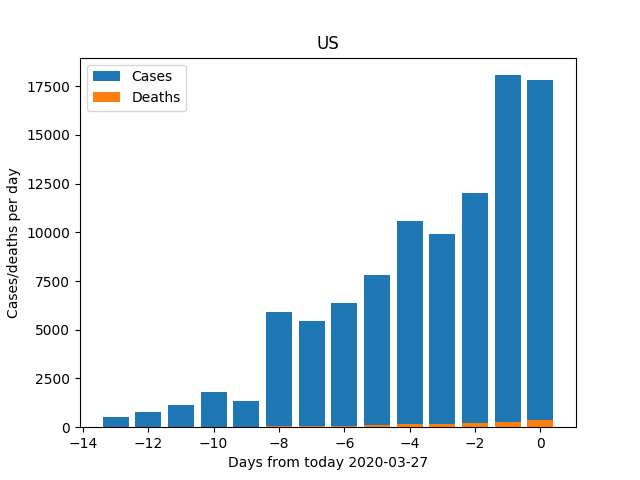 US
Cases
Deaths
Cases/deaths per day
17500
15000
12500
10000
7500
5000
2500
0
−14 −12 −10 −8 −6 −4 −2 0
Days from today 2020-03-27